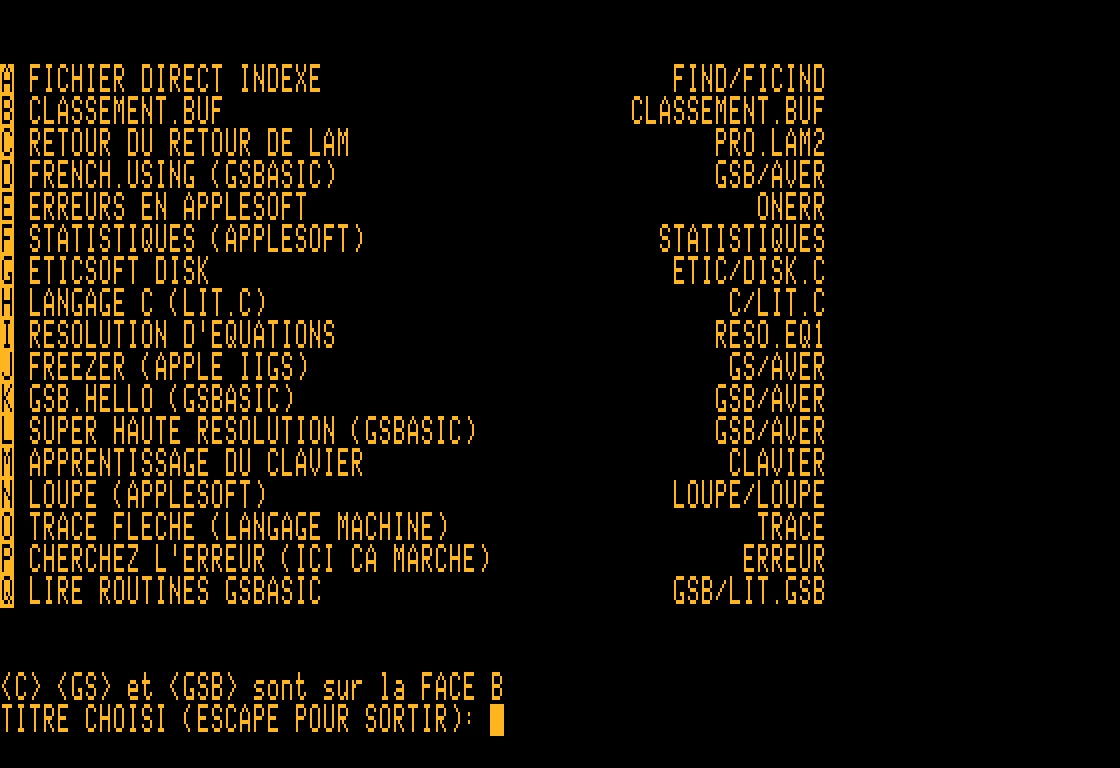 A FICHIER DIRECT INDEXE FIND/FICIND
B CLASSEMENT.BUF CLASSEMENT.BUF
C RETOUR DU RETOUR DE LAM PRO.LAM2
D FRENCH.USING (GSBASIC) GSB/AVER
E ERREURS EN APPLESOFT ONERR
F STATISTIQUES (APPLESOFT) STATISTIQUES
G ETICSOFT DISK ETIC/DISK.C
H LANGAGE C (LIT.C) C/LIT.C
I RESOLUTION D'EQUATIONS RESO.EQ1
J FREEZER (APPLE IIGS) GS/AVER
K GSB.HELLO (GSBASIC) GSB/AVER
L SUPER HAUTE RESOLUTION (GSBASIC) GSB/AVER
M APPRENTISSAGE DU CLAVIER CLAVIER
N LOUPE (APPLESOFT) LOUPE/LOUPE
O TRACE FLECHE (LANGAGE MACHINE) TRACE
P CHERCHEZ L'ERREUR (ICI CA MARCHE) ERREUR
Q LIRE ROUTINES GSBASIC GSB/LIT.GSB
<C> <GS> et <GSB> sont sur la FACE B
TITRE CHOISI (ESCAPE POUR SORTIR):